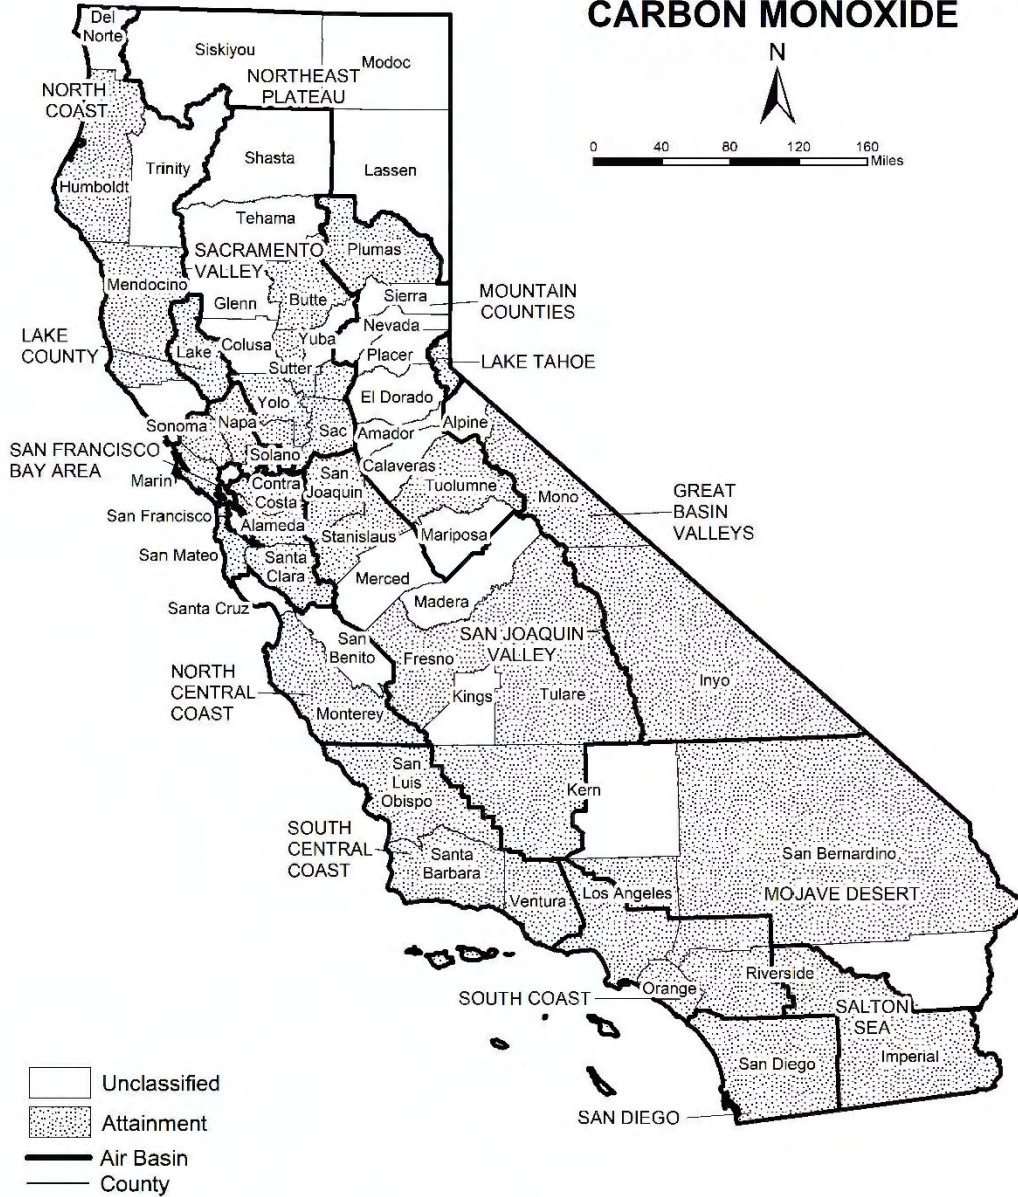 CARBON MONOXIDE
N
0 40 80 120 160
Miles
Del
Norte
Siskiyou
Modoc
NORTHEAST
PLATEAU
NORTH
COAST
Trinity
Shasta
Lassen
Humboldt
Tehama
SACRAMENTO
VALLEY
Plumas
Mendocino
Glenn
Butte
Sierra
MOUNTAIN
COUNTIES
Nevada
LAKE
COUNTY
Lake
Colusa
Yuba
Placer
LAKE TAHOE
Sutter
El Dorado
Yolo
Sonoma
Napa
Sac
Amador
Alpine
SAN FRANCISCO
BAY AREA
Solano
Calaveras
Marin
Contra
Costa
San
Joaquin
Tuolumne
Mono
GREAT
BASIN
VALLEYS
San Francisco
Alameda
Stanislaus
Mariposa
San Mateo
Santa
Clara
Merced
Santa Cruz
Madera
San
Benito
SAN JOAQUIN
VALLEY
Fresno
NORTH
CENTRAL
COAST
Kings
Tulare
Inyo
Monterey
San
Luis
Obispo
Kern
SOUTH
CENTRAL
COAST
Santa
Barbara
San Bernardino
MOJAVE DESERT
Ventura
Los Angeles
Riverside
Orange
SOUTH COAST
SALTON
SEA
San Diego
Imperial
SAN DIEGO
Unclassified
Attainment
Air Basin
County